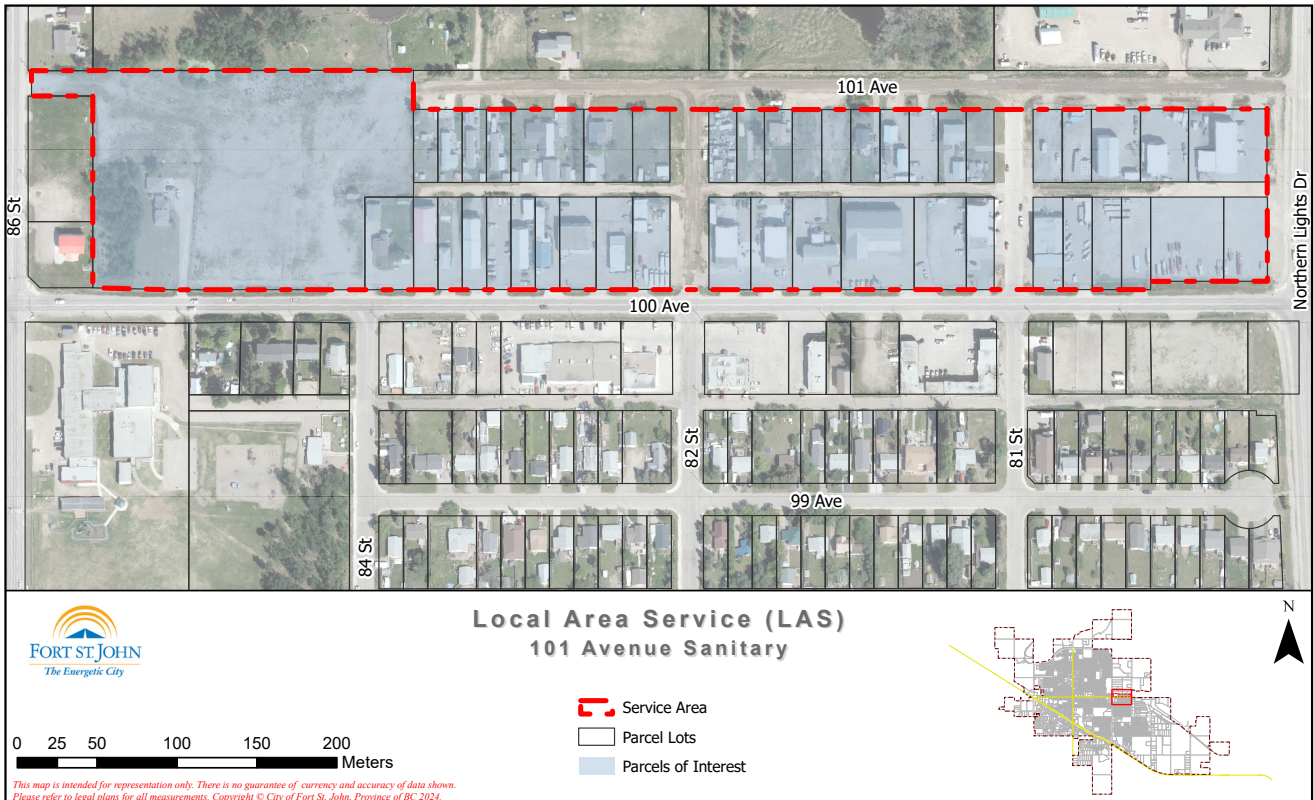 101 Ave
86 St
Northern Lights Dr
100 Ave
82 St
81 St
99 Ave
84 St
FORT ST. JOHN
The Energetic City
Local Area Service (LAS)
101 Avenue Sanitary
N
Service Area
Parcel Lots
Parcels of Interest
0 25 50 100 150 200
Meters
This map is intended for representation only. There is no guarantee of currency and accuracy of data shown.
Please refer to legal plans for all measurements. Copyright © City of Fort St. John, Province of BC 2024.